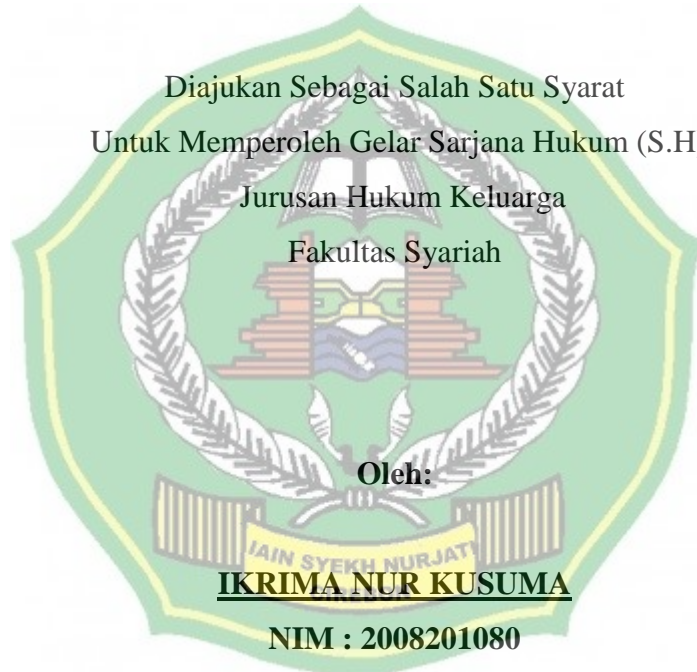 Diajukan Sebagai Salah Satu Syarat
Untuk Memperoleh Gelar Sarjana Hukum (S.H
Jurusan Hukum Keluarga
Fakultas Syariah
Oleh:
IAIN SYEKH NURJATI
CIREBON
IKRIMA NUR KUSUMA
NIM : 2008201080